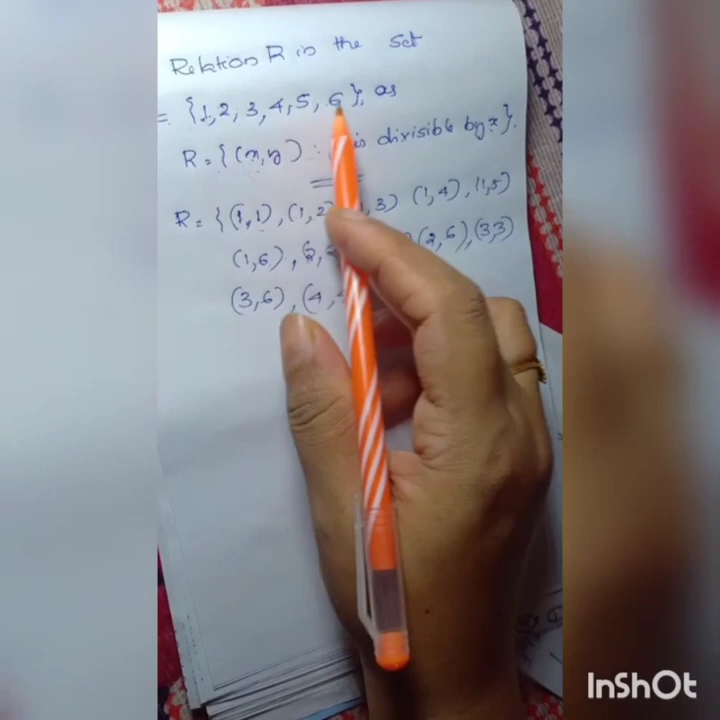 Relation R in the set
= {1, 2, 3, 4, 5, 6}, as
R = {(x, y) : is divisible by x}.
R = {(1,1), (1,2) ,3) (1,4), (1,5)
(1,6), (2, (2,6), (3,3)
(3,6), (4,
InShOt